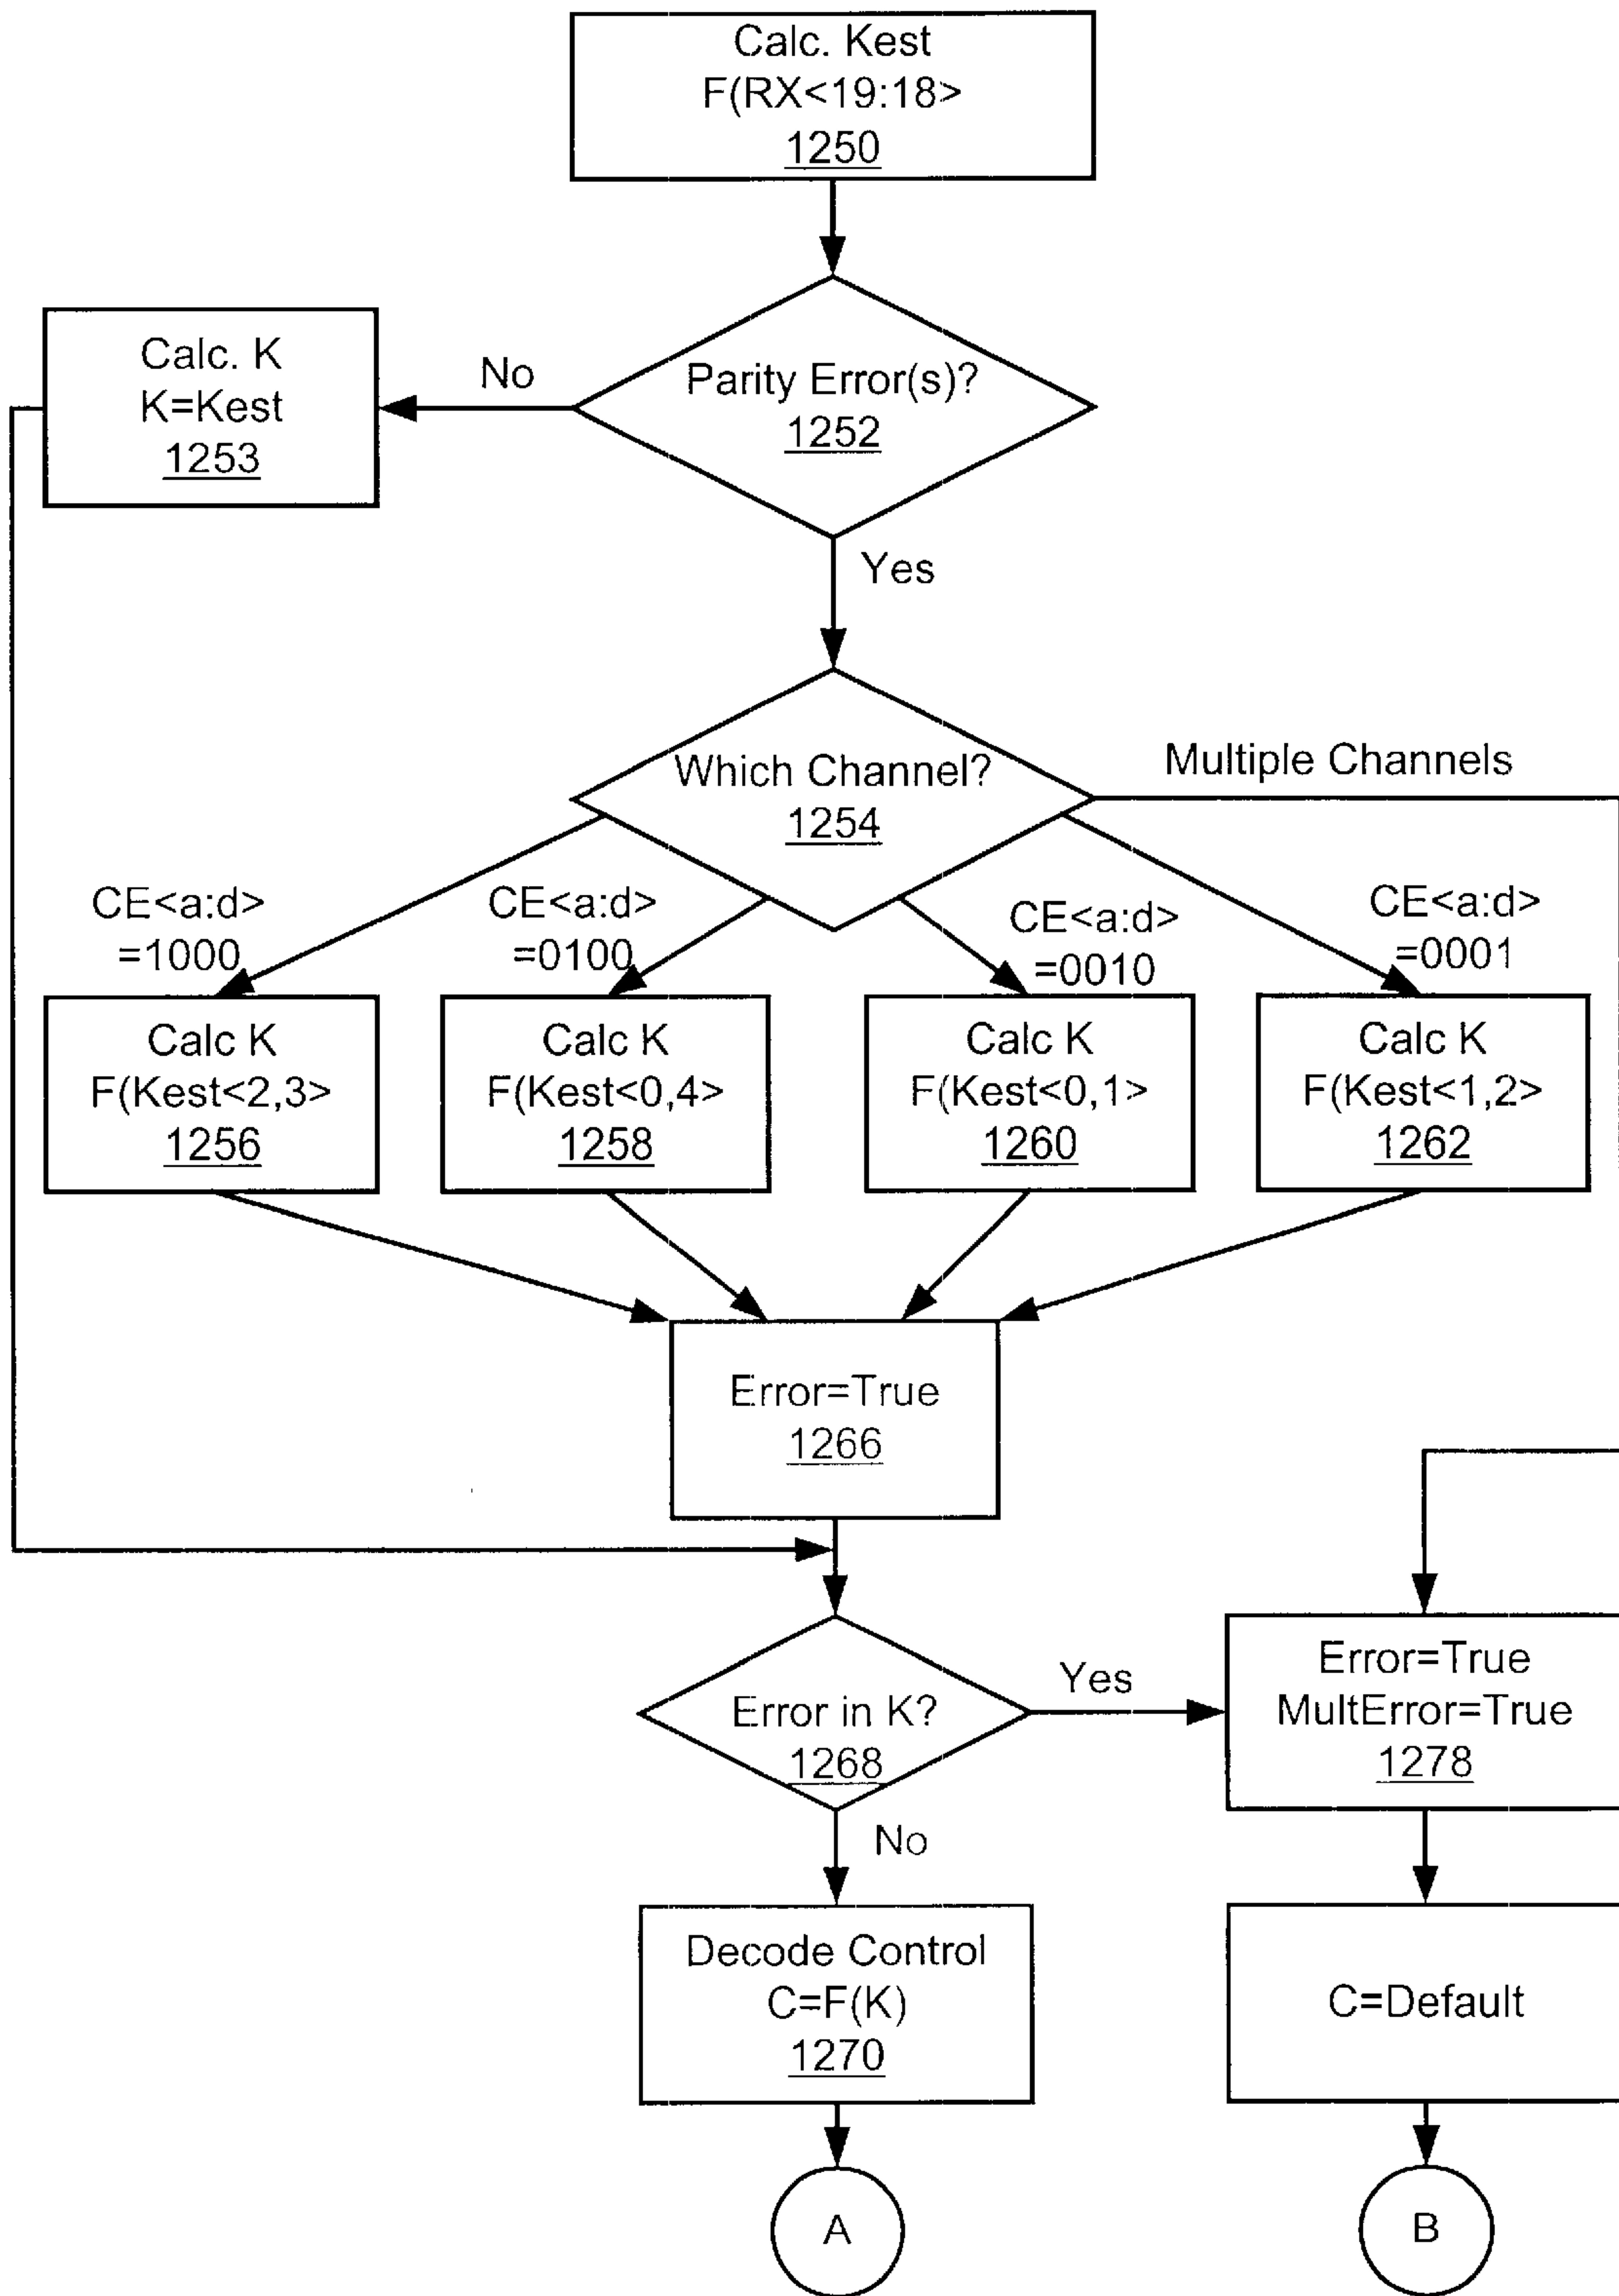 Calc. Kest
F(RX<19:18>
1250
Calc. K
K=Kest
1253
No
Parity Error(s)?
1252
Yes
Which Channel?
1254
Multiple Channels
CE<a:d>
=1000
CE<a:d>
=0100
CE<a:d>
=0010
CE<a:d>
=0001
Calc K
F(Kest<2,3>
1256
Calc K
F(Kest<0,4>
1258
Calc K
F(Kest<0,1>
1260
Calc K
F(Kest<1,2>
1262
Error=True
1266
Error in K?
1268
Yes
Error=True
MultError=True
1278
No
Decode Control
C=F(K)
1270
C=Default
A
B